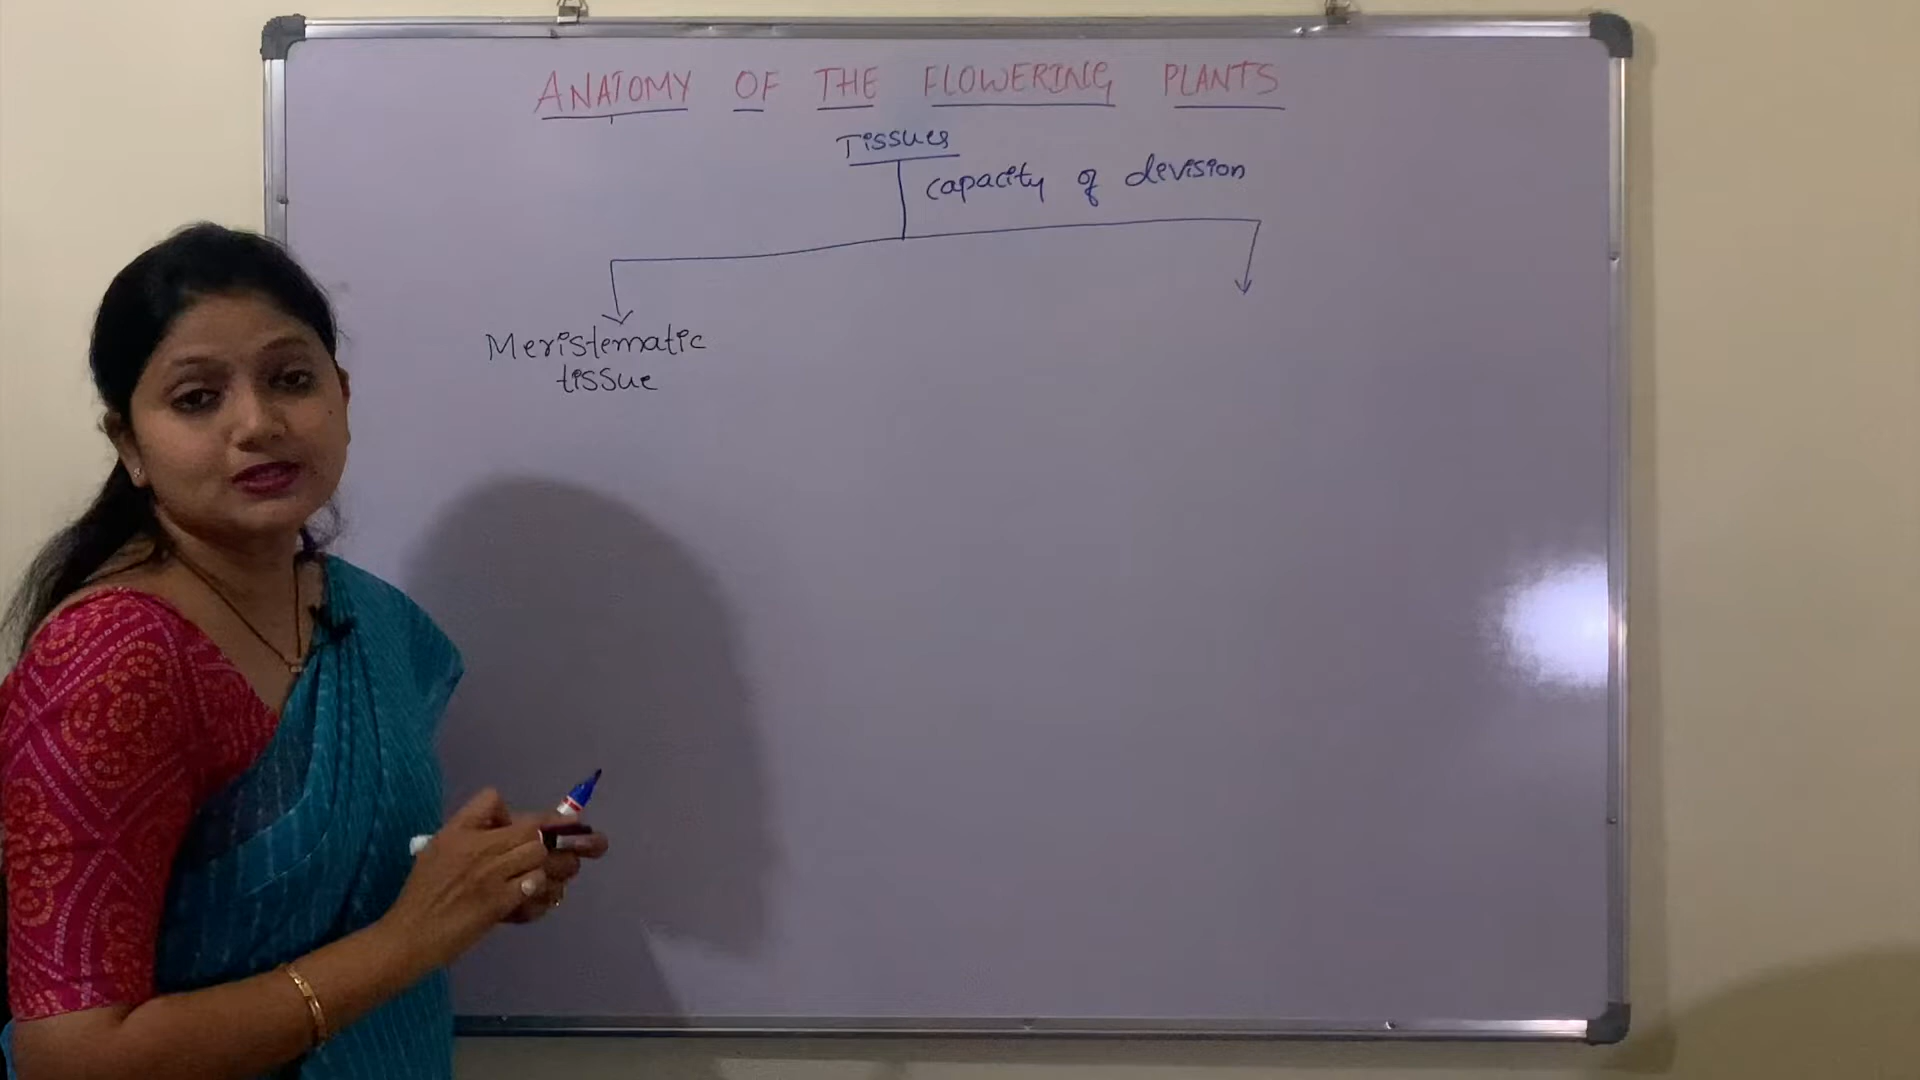 ANATOMY OF THE FLOWERING PLANTS
Tissues
capacity of devision
Meristematic
tissue